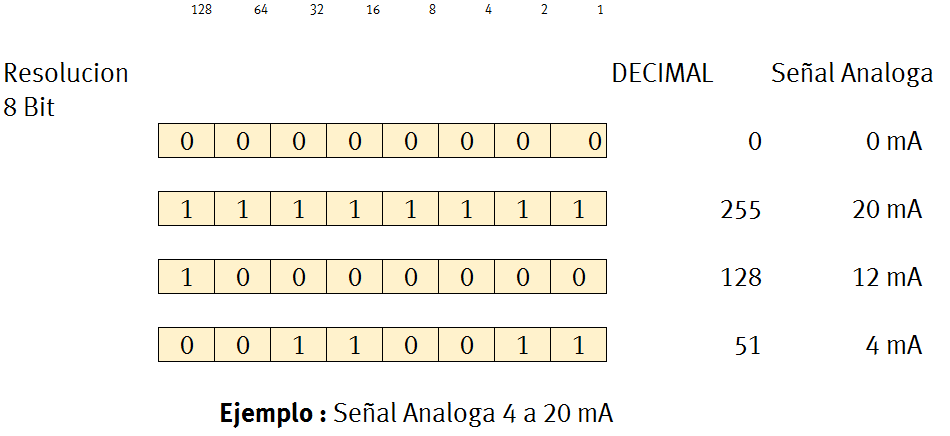 128 64 32 16 8 4 2 1
Resolucion DECIMAL Señal Analoga
8 Bit
0 0 0 0 0 0 0 0 0 0 mA
1 1 1 1 1 1 1 1 255 20 mA
1 0 0 0 0 0 0 0 128 12 mA
0 0 1 1 0 0 1 1 51 4 mA
Ejemplo : Señal Analoga 4 a 20 mA